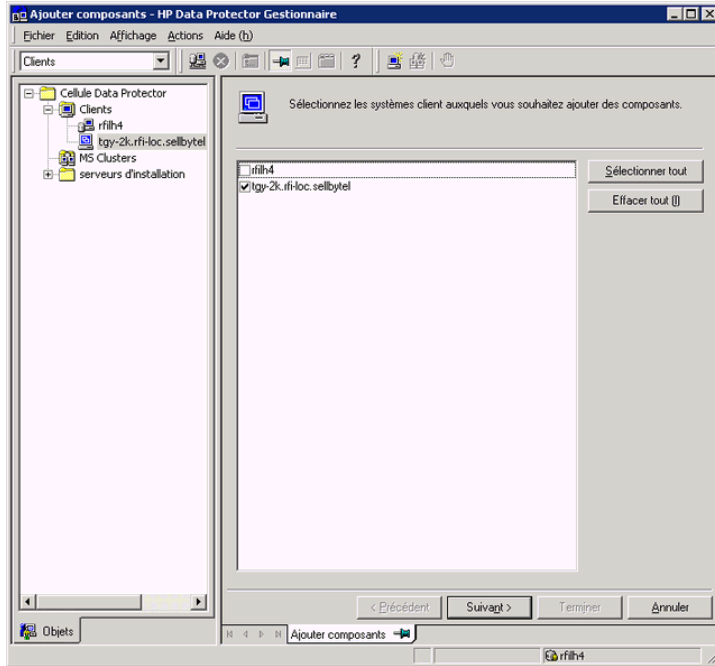 Ajouter composants - HP Data Protector Gestionnaire
Fichier Edition Affichage Actions Aide (h)
Clients
Cellule Data Protector
Clients
rfilh4
tgy-2k.rfi-loc.sellbytel
MS Clusters
serveurs d'installation
Objets
Sélectionnez les systèmes client auxquels vous souhaitez ajouter des composants.
rfilh4
tgy-2k.rfi-loc.sellbytel
Sélectionner tout
Effacer tout (l)
< Précédent Suivant > Terminer Annuler
Ajouter composants
rfilh4